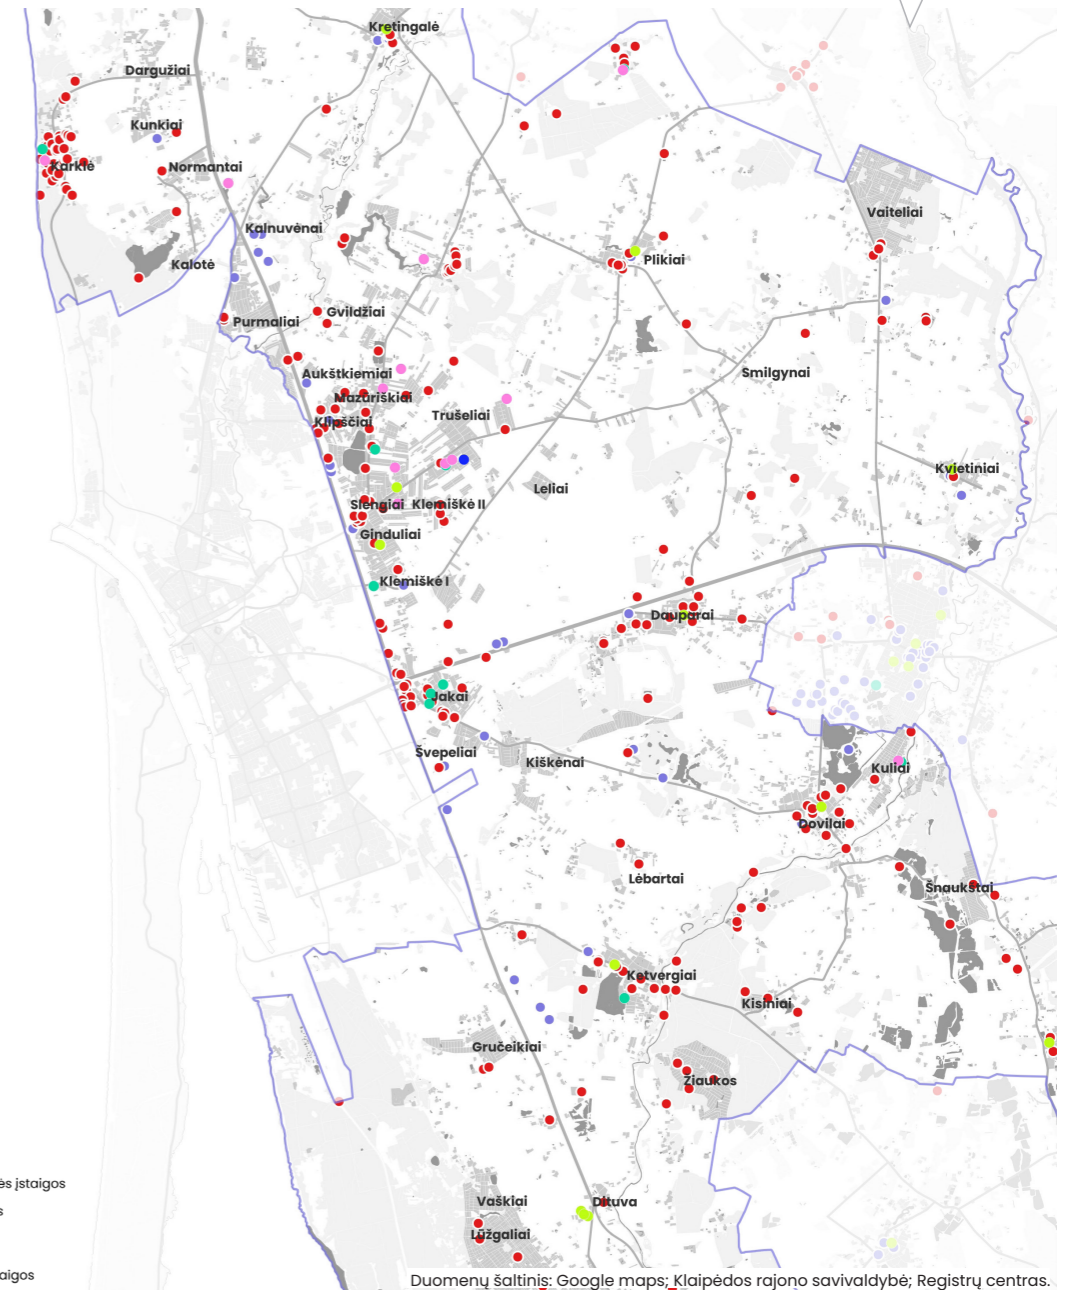 Kretingalė
Dargužiai
Kunkiai
Karklė
Normantai
Vaiteliai
Kalnuvėnai
Kalotė
Plikiai
Gvildžiai
Purmaliai
Aukštkiemiai
Smilgynai
Mazūriškiai
Trušeliai
Klipščiai
Kvietiniai
Leliai
Slengiai
Klemiškė II
Ginduliai
Klemiškė I
Dauparai
Jakai
Švepeliai
Kiškėnai
Kuliai
Dovilai
Lėbartai
Šnaukštai
Ketvergiai
Kisiniai
Gručeikiai
Žiaukos
ės įstaigos
Vaškiai
Dituva
s
Lūžgaliai
aigos
Duomenų šaltinis: Google maps; Klaipėdos rajono savivaldybė; Registrų centras.